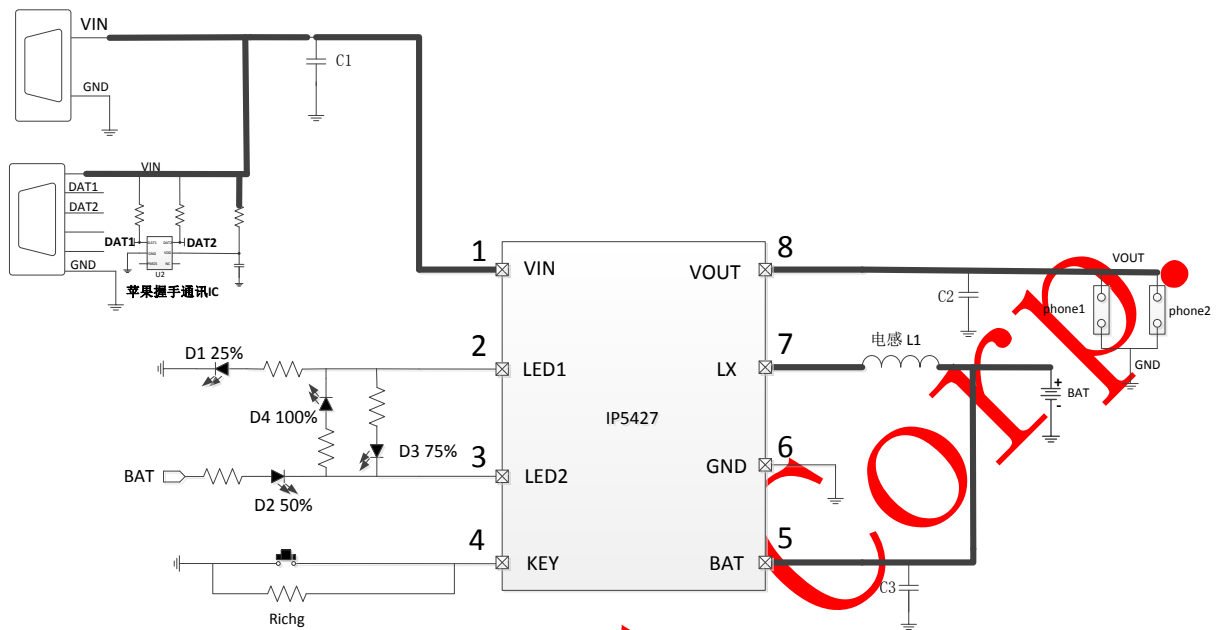 VIN
C1
GND
VIN
DAT1
DAT2
DAT1
DAT2
GND
U2
苹果握手通讯IC
1
VIN
VOUT
8
VOUT
C2
phone1
phone2
GND
D1 25%
2
LED1
LX
7
电感 L1
+
BAT
-
D4 100%
IP5427
D3 75%
BAT
3
LED2
GND
6
D2 50%
4
KEY
BAT
5
C3
Richg
Corp.